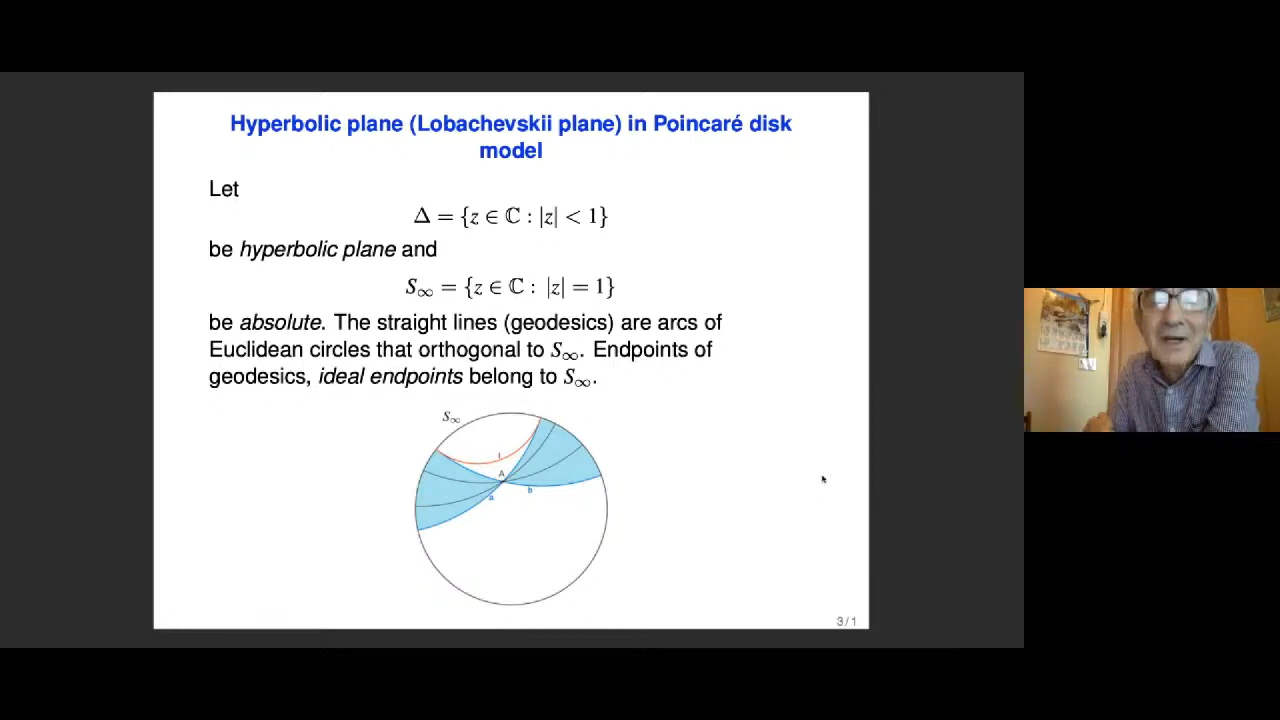 Hyperbolic plane (Lobachevskii plane) in Poincaré disk
model
Let
Δ = {z ∈ ℂ : |z| < 1}
be hyperbolic plane and
S∞ = {z ∈ ℂ : |z| = 1}
be absolute. The straight lines (geodesics) are arcs of
Euclidean circles that orthogonal to S∞. Endpoints of
geodesics, ideal endpoints belong to S∞.
S∞
A
a
b
3 / 1